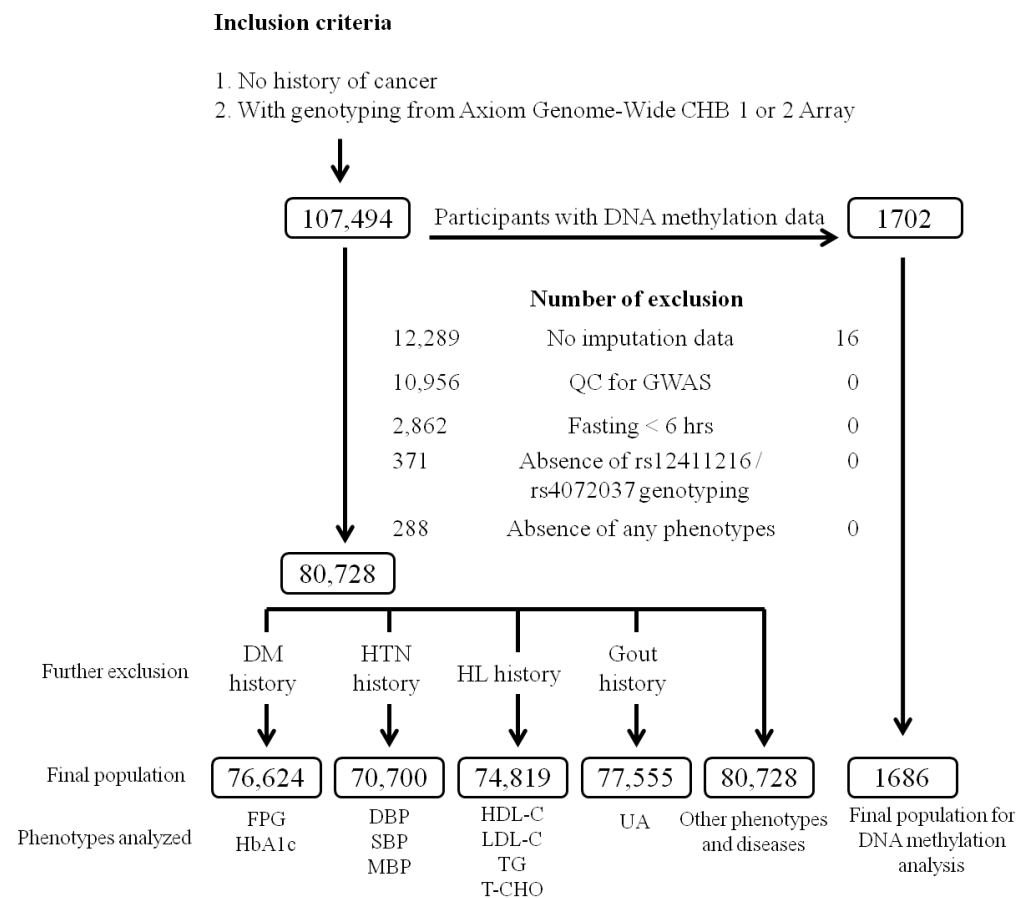 Inclusion criteria
1. No history of cancer
2. With genotyping from Axiom Genome-Wide CHB 1 or 2 Array
107,494
Participants with DNA methylation data
1702
Number of exclusion
12,289 No imputation data 16
10,956 QC for GWAS 0
2,862 Fasting < 6 hrs 0
371 Absence of rs12411216 / 0
rs4072037 genotyping
288 Absence of any phenotypes 0
80,728
Further exclusion
DM
history
HTN
history
HL history
Gout
history
Final population
76,624
70,700
74,819
77,555
80,728
1686
Phenotypes analyzed
FPG
HbA1c
DBP
SBP
MBP
HDL-C
LDL-C
TG
T-CHO
UA
Other phenotypes
and diseases
Final population for
DNA methylation
analysis